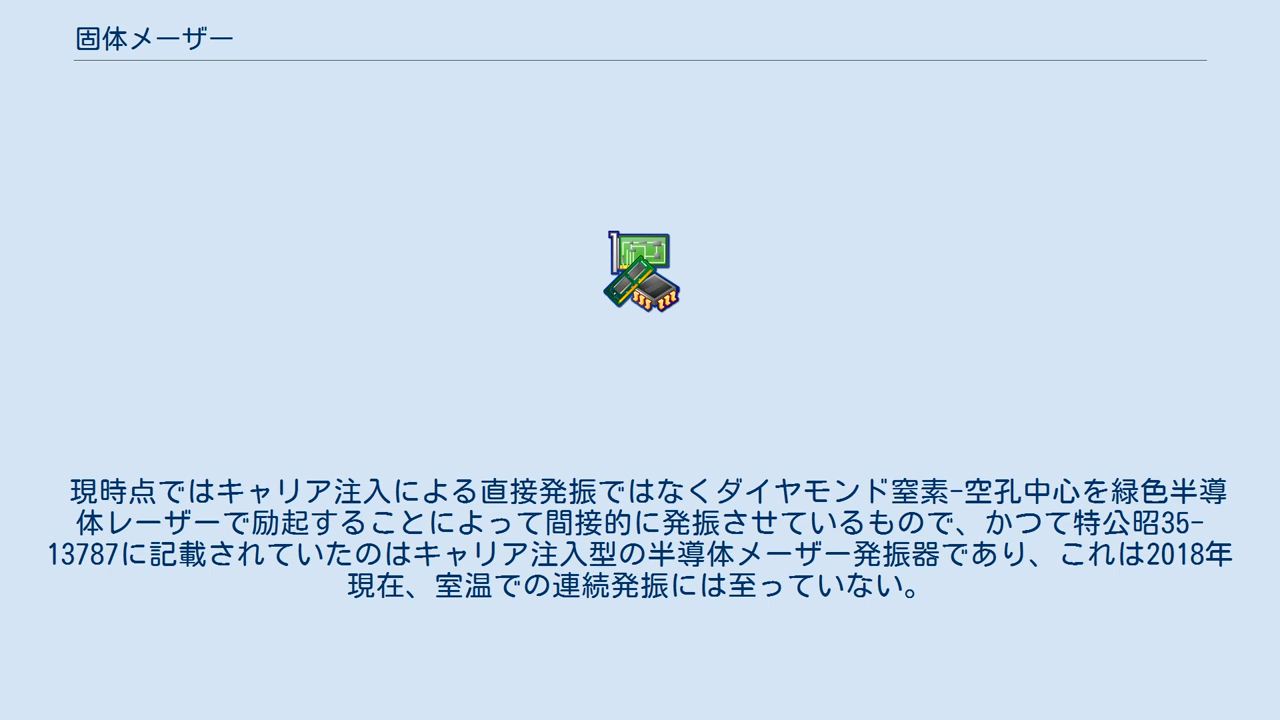 固体メーザー
現時点ではキャリア注入による直接発振ではなくダイヤモンド窒素-空孔中心を緑色半導
体レーザーで励起することによって間接的に発振させているもので、かつて特公昭35-
13787に記載されていたのはキャリア注入型の半導体メーザー発振器であり、これは2018年
現在、室温での連続発振には至っていない。